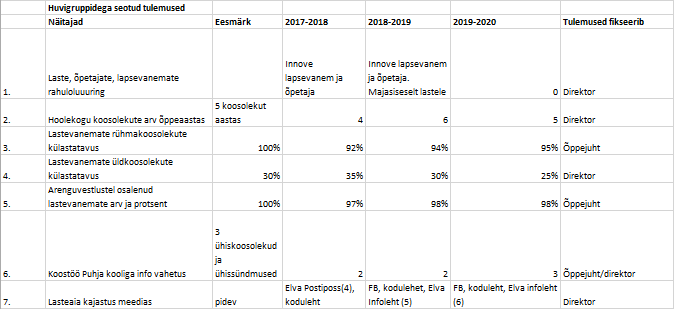 Huvigruppidega seotud tulemused
Näitajad Eesmärk 2017-2018 2018-2019 2019-2020 Tulemused fikseerib
1. Laste, õpetajate, lapsevanemate rahuloluuring Innove lapsevanem ja õpetaja Innove lapsevanem ja õpetaja. Majasiseselt lastele 0 Direktor
2. Hoolekogu koosolekute arv õppeaastas 5 koosolekut aastas 4 6 5 Direktor
3. Lastevanemate rühmakoosolekute külastatavus 100% 92% 94% 95% Õppejuht
4. Lastevanemate üldkoosolekute külastatavus 30% 35% 30% 25% Direktor
5. Arenguvestlustel osalenud lastevanemate arv ja protsent 100% 97% 98% 98% Õppejuht
6. Koostöö Puhja kooliga info vahetus 3 ühiskoosolekud ja ühissündmused 2 2 3 Õppejuht/direktor
7. Lasteaia kajastus meedias pidev Elva Postiposs(4), koduleht FB, kodulehet, Elva Infoleht (5) FB, koduleht, Elva infoleht (6) Direktor